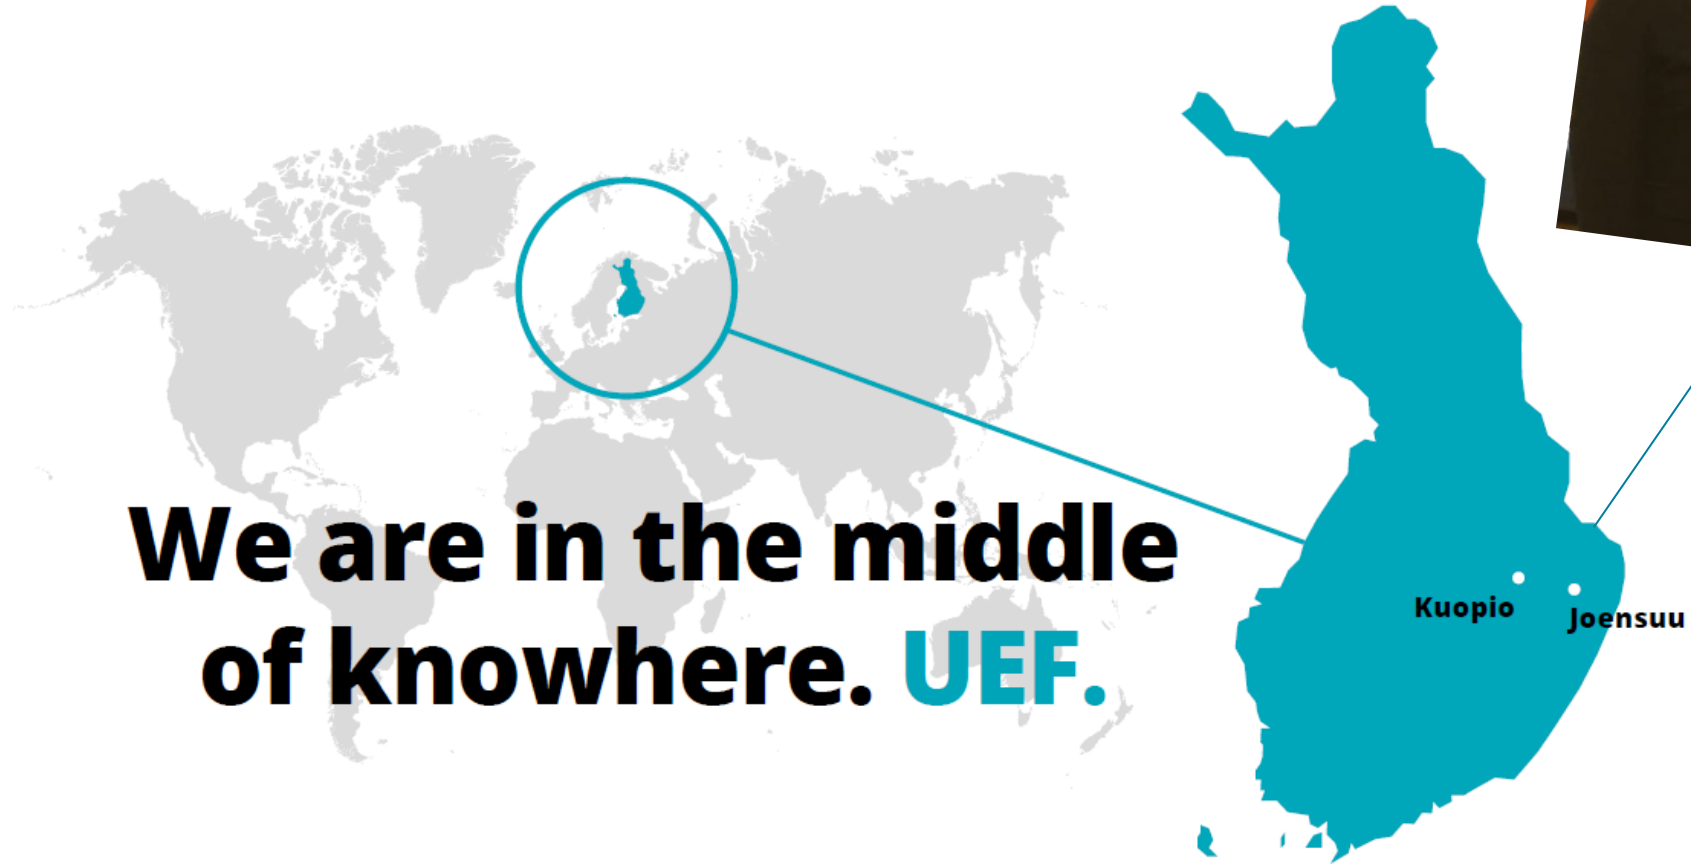 We are in the middle
of knowhere. UEF.
Kuopio
Joensuu